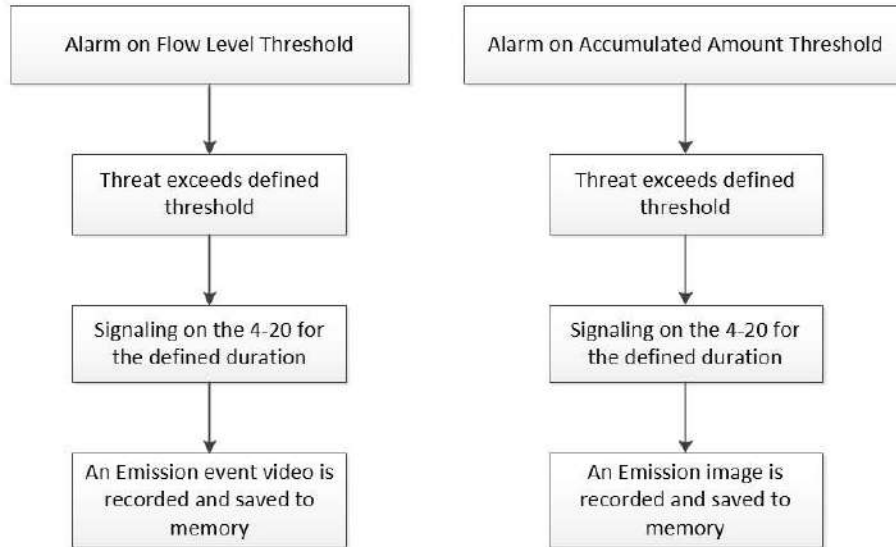 Alarm on Flow Level Threshold
Threat exceeds defined
threshold
Signaling on the 4-20 for
the defined duration
An Emission event video is
recorded and saved to
memory
Alarm on Accumulated Amount Threshold
Threat exceeds defined
threshold
Signaling on the 4-20 for
the defined duration
An Emission image is
recorded and saved to
memory